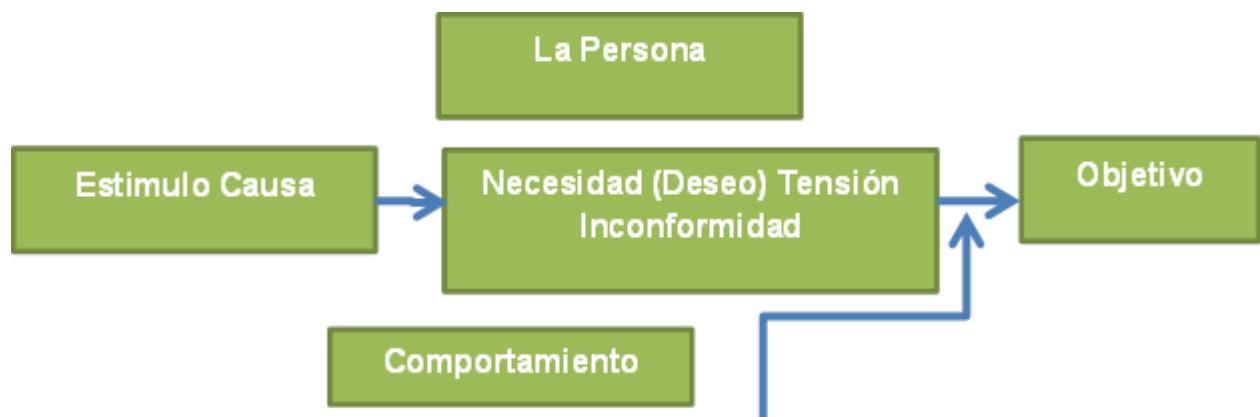 La Persona
Estimulo Causa
Necesidad (Deseo) Tensión
Inconformidad
Objetivo
Comportamiento